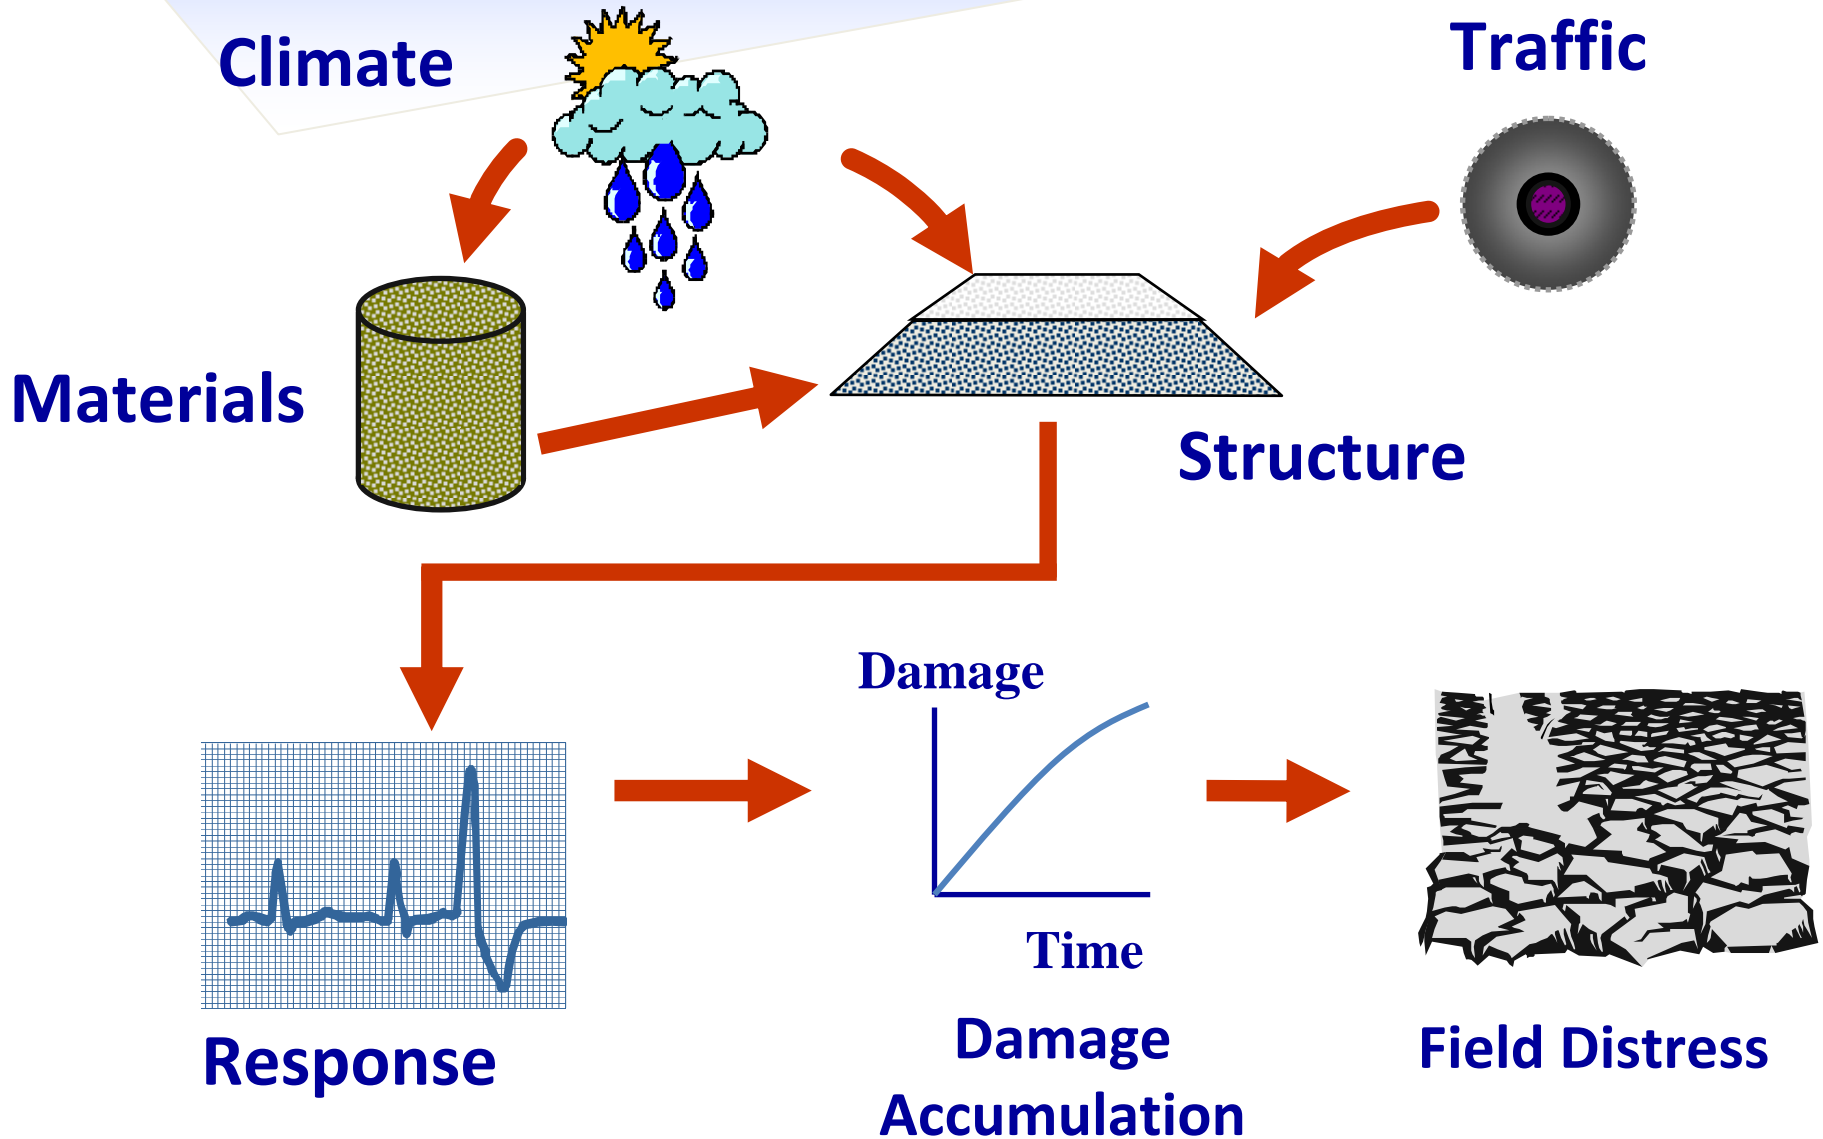 Climate
Traffic
Materials
Structure
Damage
Time
Response
Damage
Accumulation
Field Distress